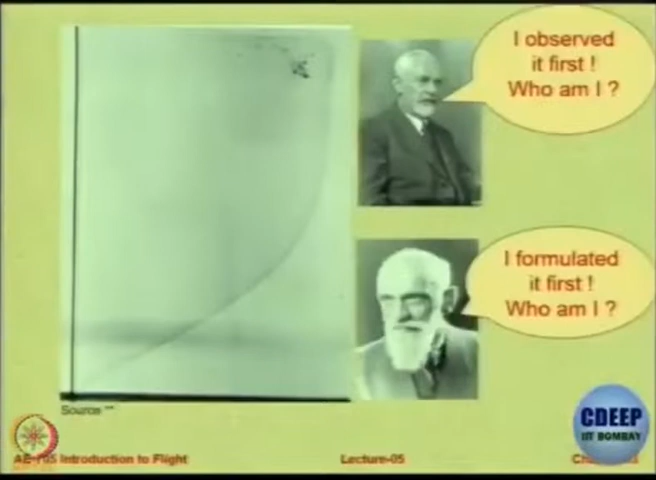 I observed
it first !
Who am I ?
I formulated
it first !
Who am I ?
Source
CDEEP
IIT BOMBAY
Introduction to Flight
Lecture-05